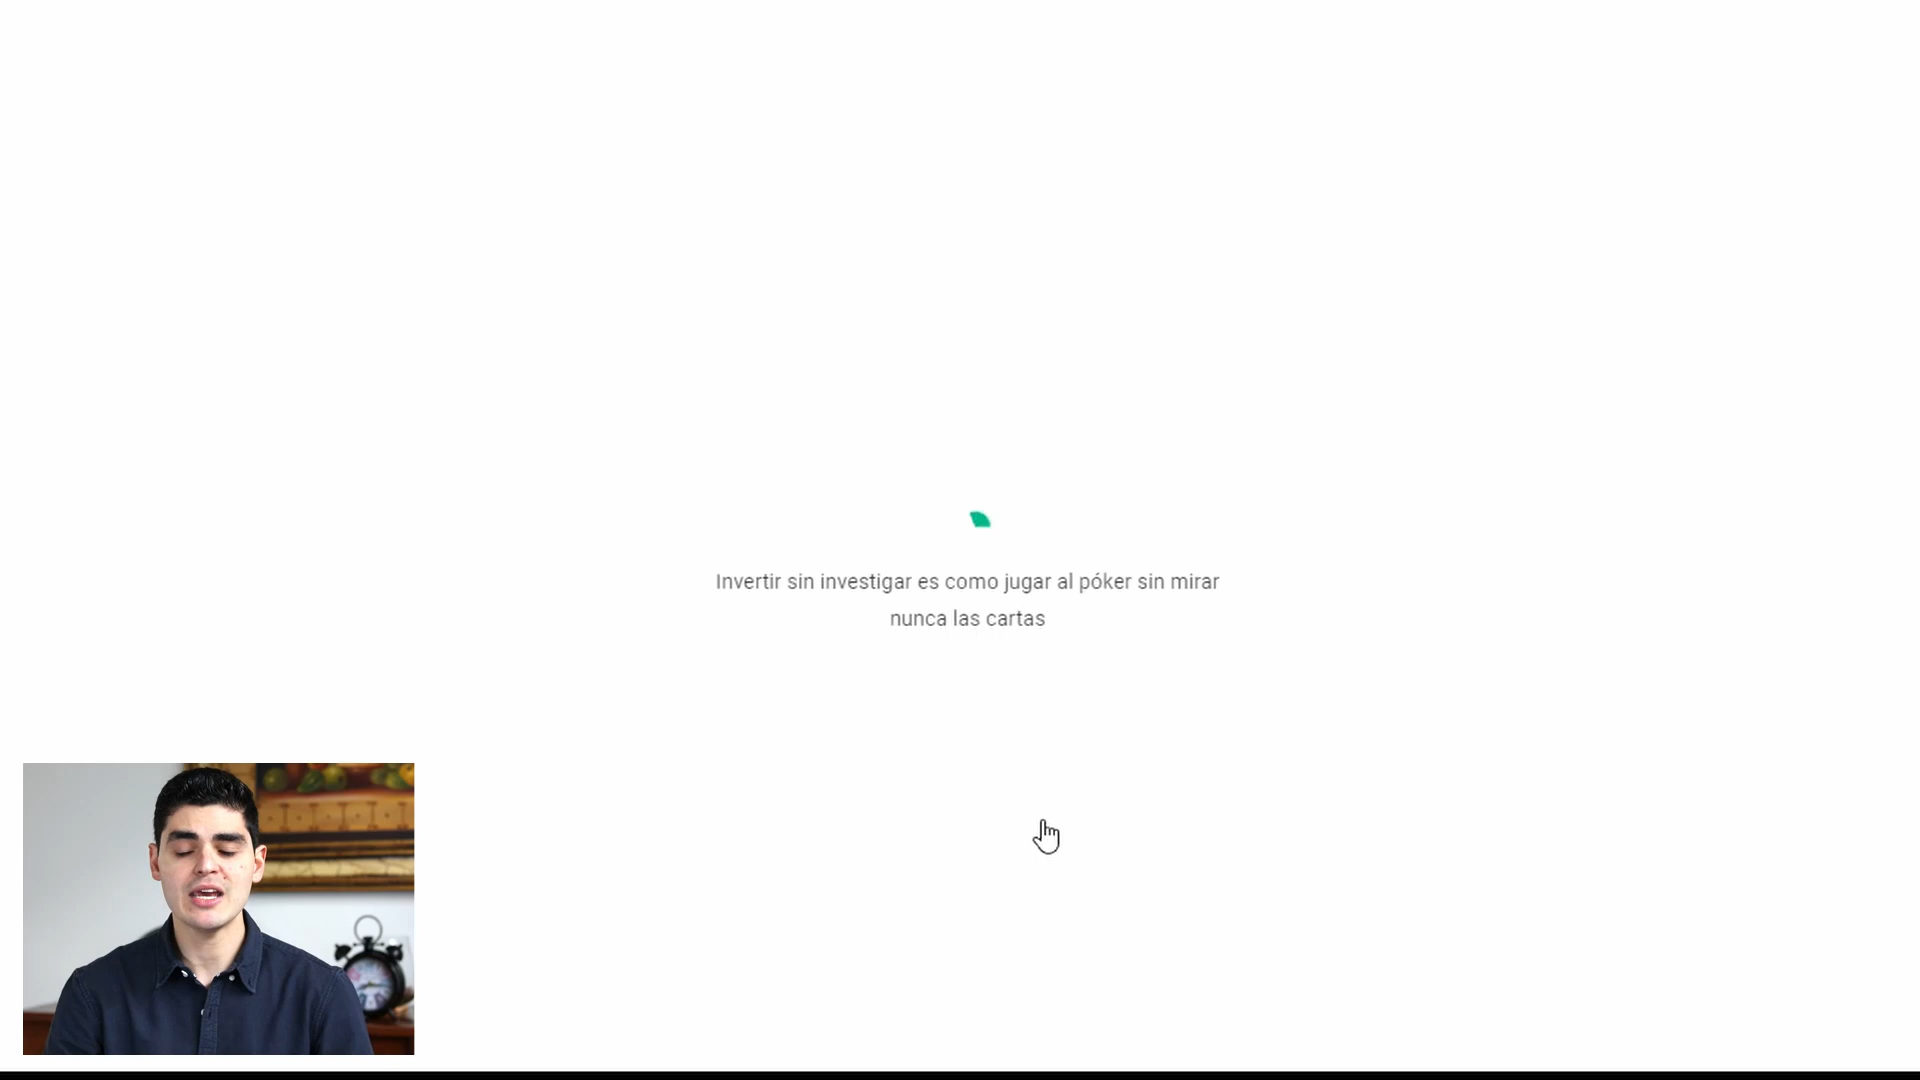 Invertir sin investigar es como jugar al póker sin mirar
nunca las cartas